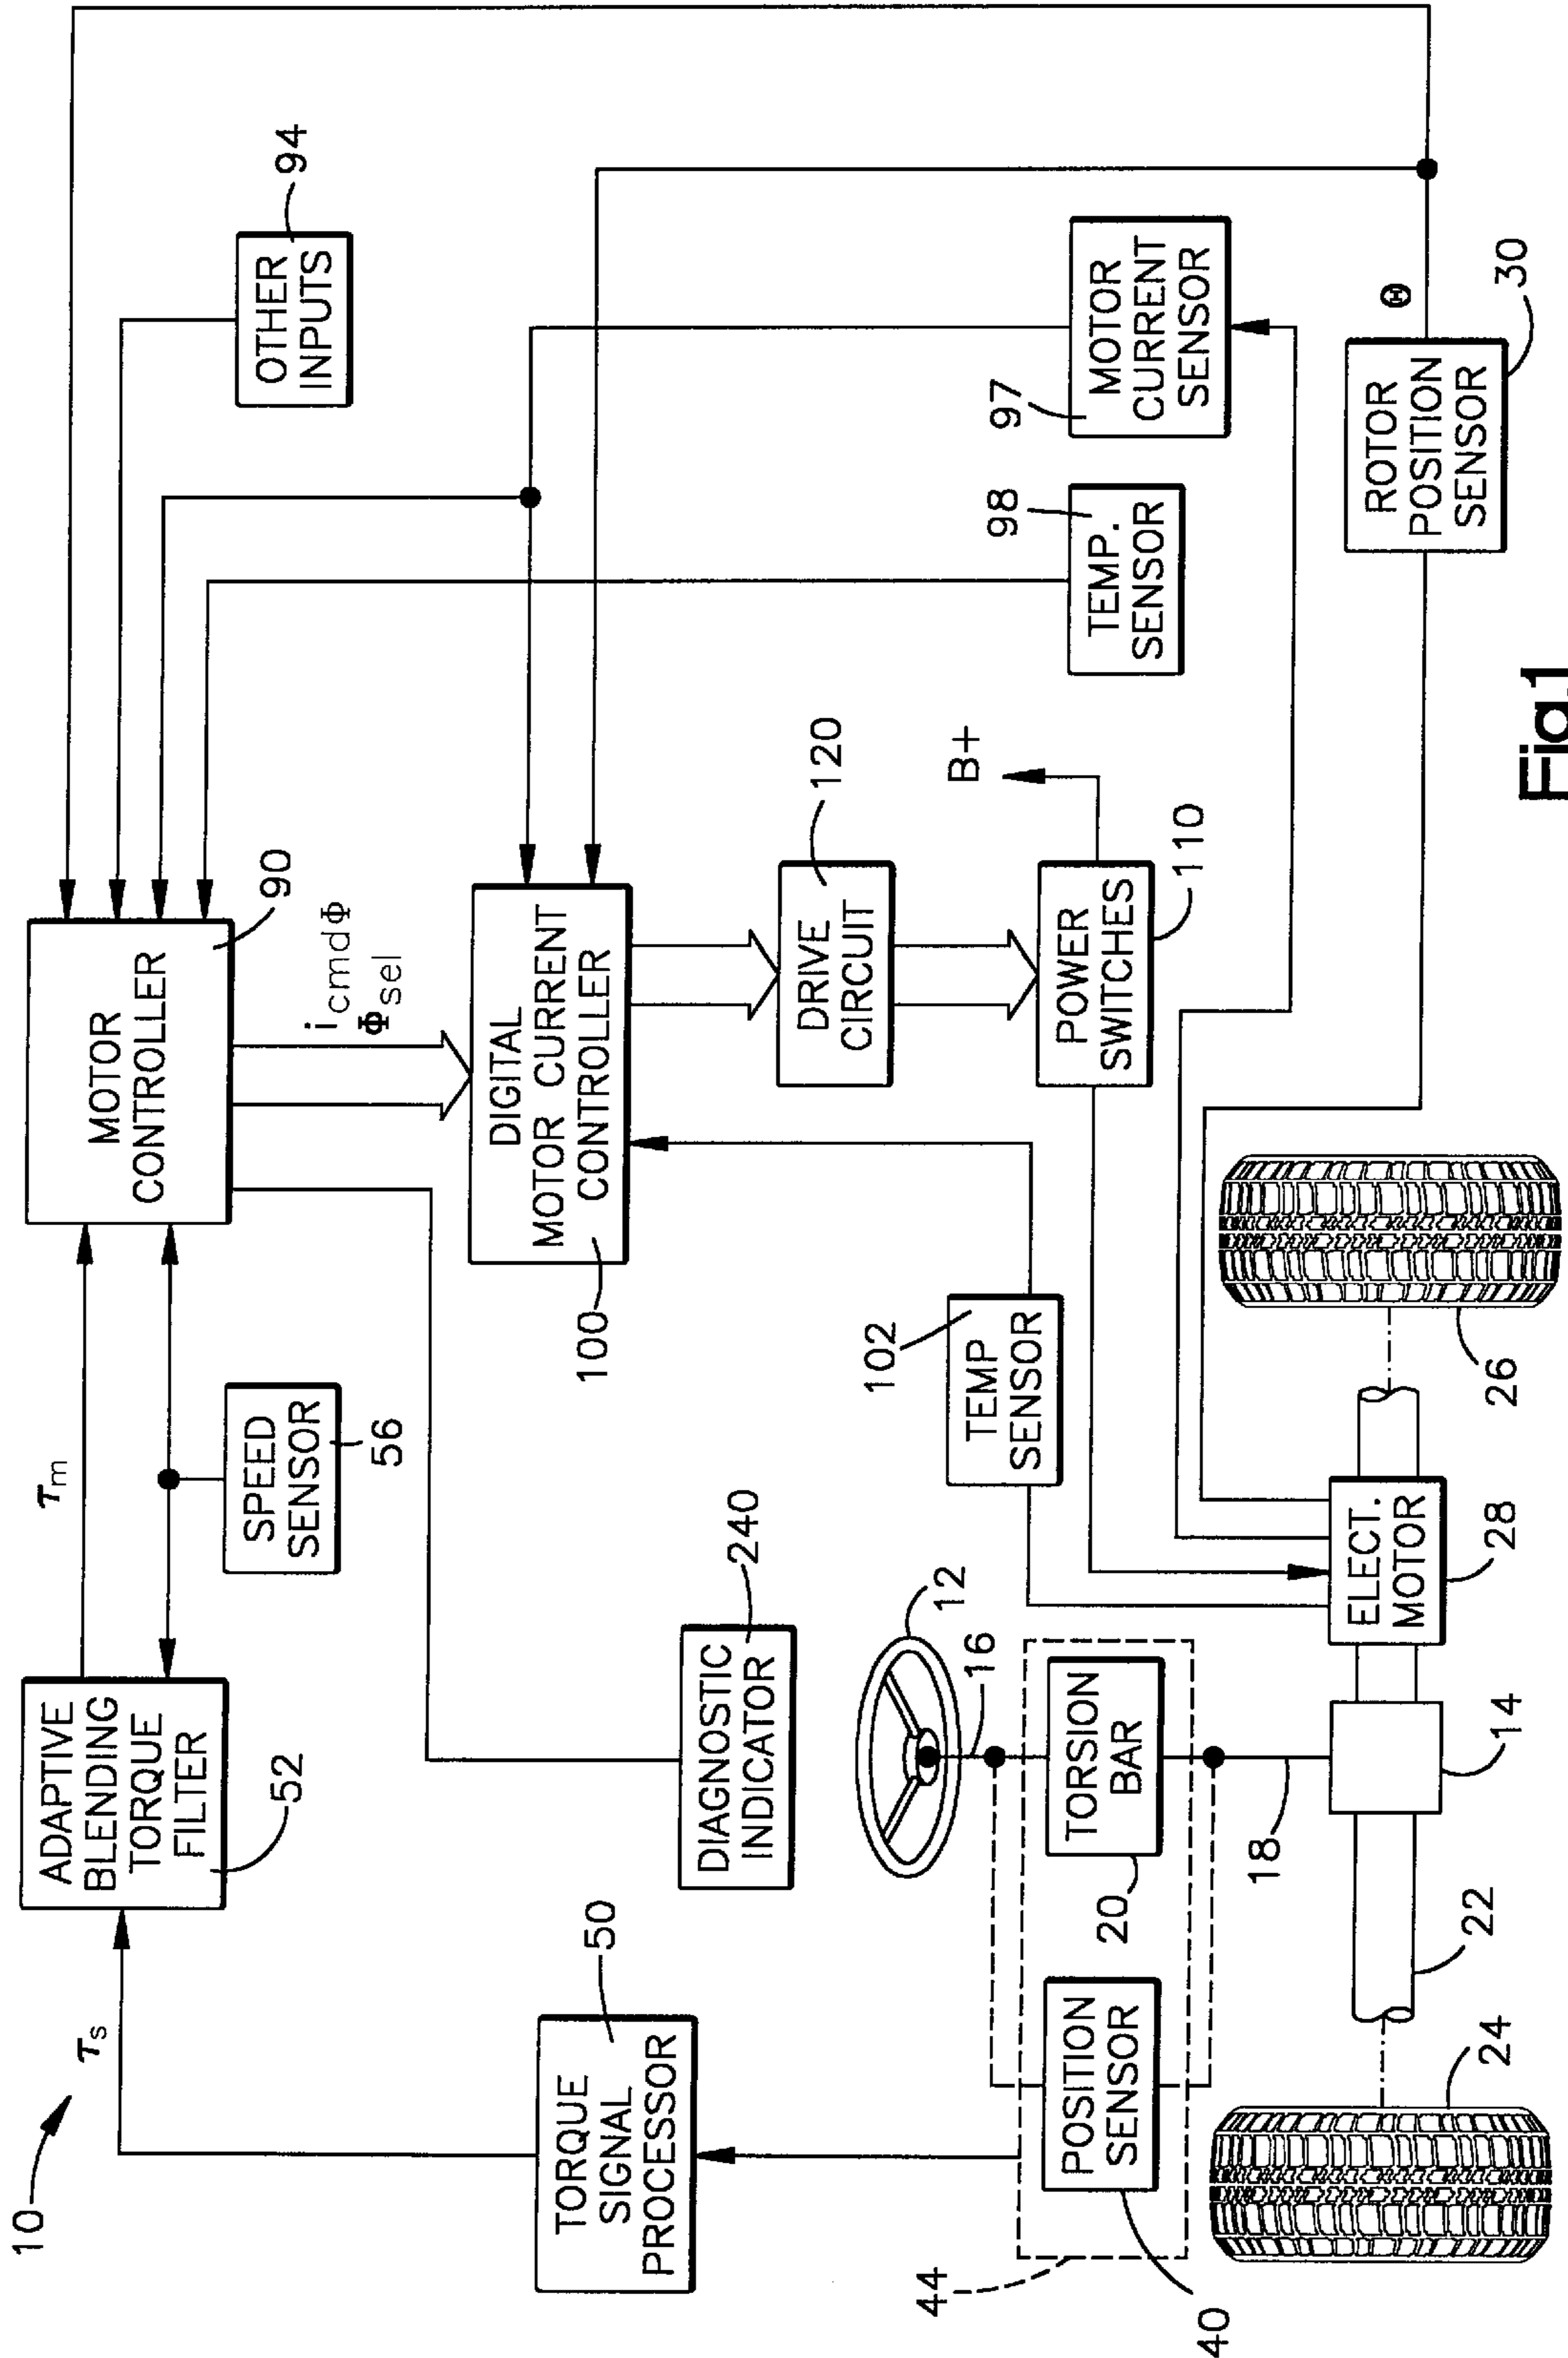 10
τs
ADAPTIVE
BLENDING
TORQUE
FILTER
52
τm
SPEED
SENSOR
56
MOTOR
CONTROLLER
90
OTHER
INPUTS
94
icmdΦ
Φsel
TORQUE
SIGNAL
PROCESSOR
50
DIAGNOSTIC
INDICATOR
240
DIGITAL
MOTOR CURRENT
CONTROLLER
100
DRIVE
CIRCUIT
120
B+
POWER
SWITCHES
110
TEMP.
SENSOR
98
MOTOR
CURRENT
SENSOR
97
TEMP
SENSOR
102
12
16
TORSION
BAR
20
POSITION
SENSOR
40
44
18
ELECT.
MOTOR
28
14
22
24
26
ROTOR
POSITION
SENSOR
30
Θ
Fig.1